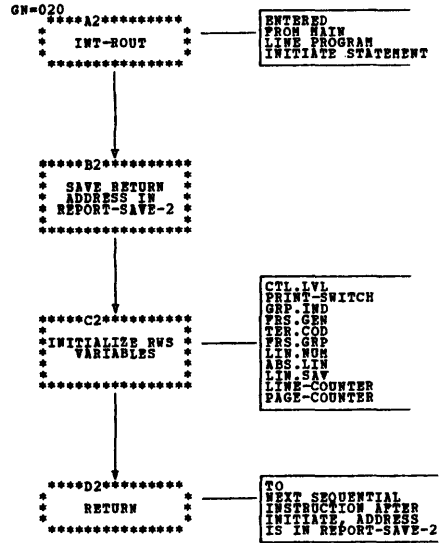 GN=020
*****A2**********
INT-ROUT
*****************
ENTERED
FROM MAIN
LINE PROGRAM
INITIATE STATEMENT
*****B2**********
SAVE RETURN
ADDRESS IN
REPORT-SAVE-2
*****************
*****C2**********
INITIALIZE RWS
VARIABLES
*****************
CTL.LVL
PRINT-SWITCH
GRP.IND
FRS.GEN
TER.COD
FRS.GRP
LIN.NUM
ABS.LIN
LIN.SAV
LINE-COUNTER
PAGE-COUNTER
*****D2**********
RETURN
*****************
TO
NEXT SEQUENTIAL
INSTRUCTION AFTER
INITIATE, ADDRESS
IS IN REPORT-SAVE-2